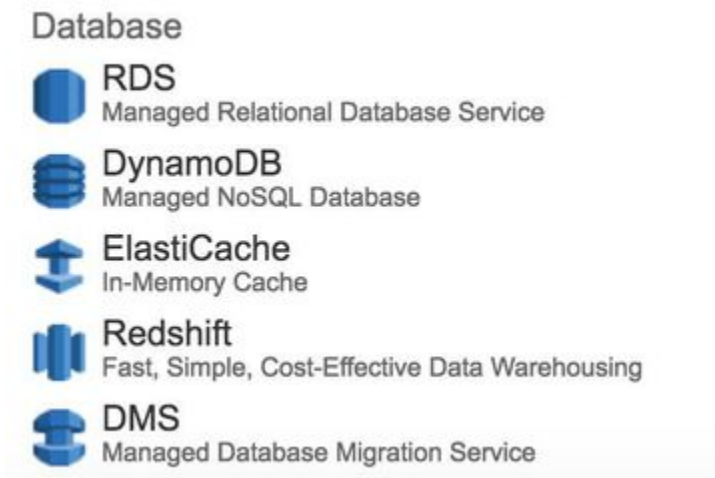 Database
RDS
Managed Relational Database Service
DynamoDB
Managed NoSQL Database
ElastiCache
In-Memory Cache
Redshift
Fast, Simple, Cost-Effective Data Warehousing
DMS
Managed Database Migration Service